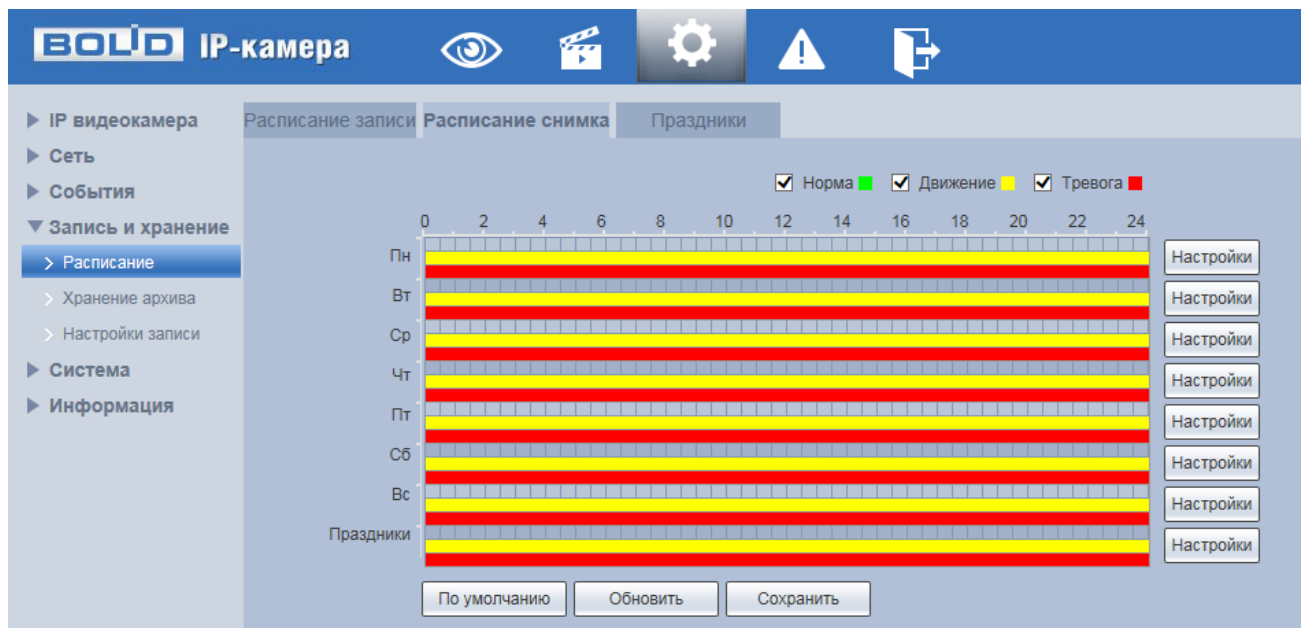 BOLID IP-камера
IP видеокамера
Сеть
События
Запись и хранение
Расписание
Хранение архива
Настройки записи
Система
Информация
Расписание записи Расписание снимка Праздники
Норма Движение Тревога
0 2 4 6 8 10 12 14 16 18 20 22 24
Пн Настройки
Вт Настройки
Ср Настройки
Чт Настройки
Пт Настройки
Сб Настройки
Вс Настройки
Праздники Настройки
По умолчанию Обновить Сохранить